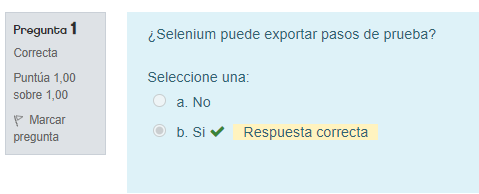 Pregunta 1
Correcta
Puntúa 1,00
sobre 1,00
Marcar
pregunta
¿Selenium puede exportar pasos de prueba?
Seleccione una:
a. No
b. Si Respuesta correcta